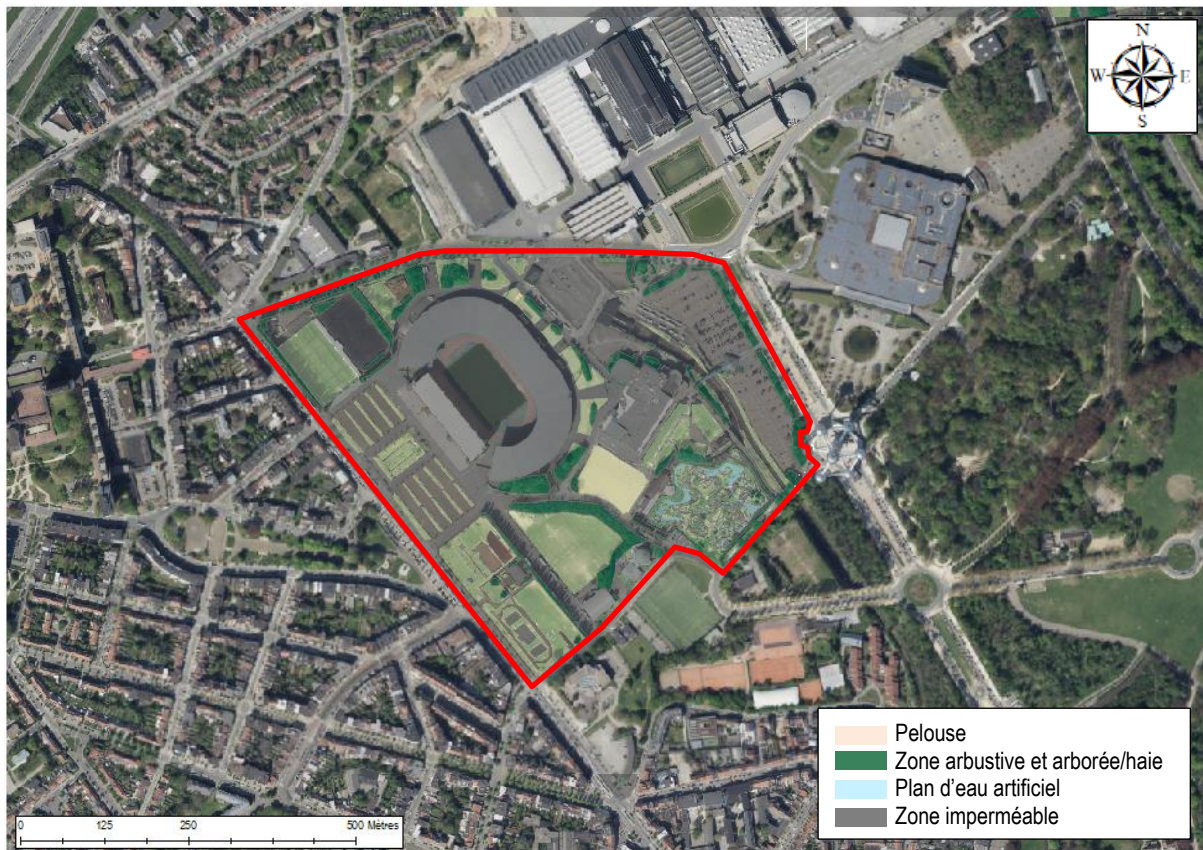 N
W E
S
Pelouse
Zone arbustive et arborée/haie
Plan d'eau artificiel
Zone imperméable
0 125 250 500 Mètres